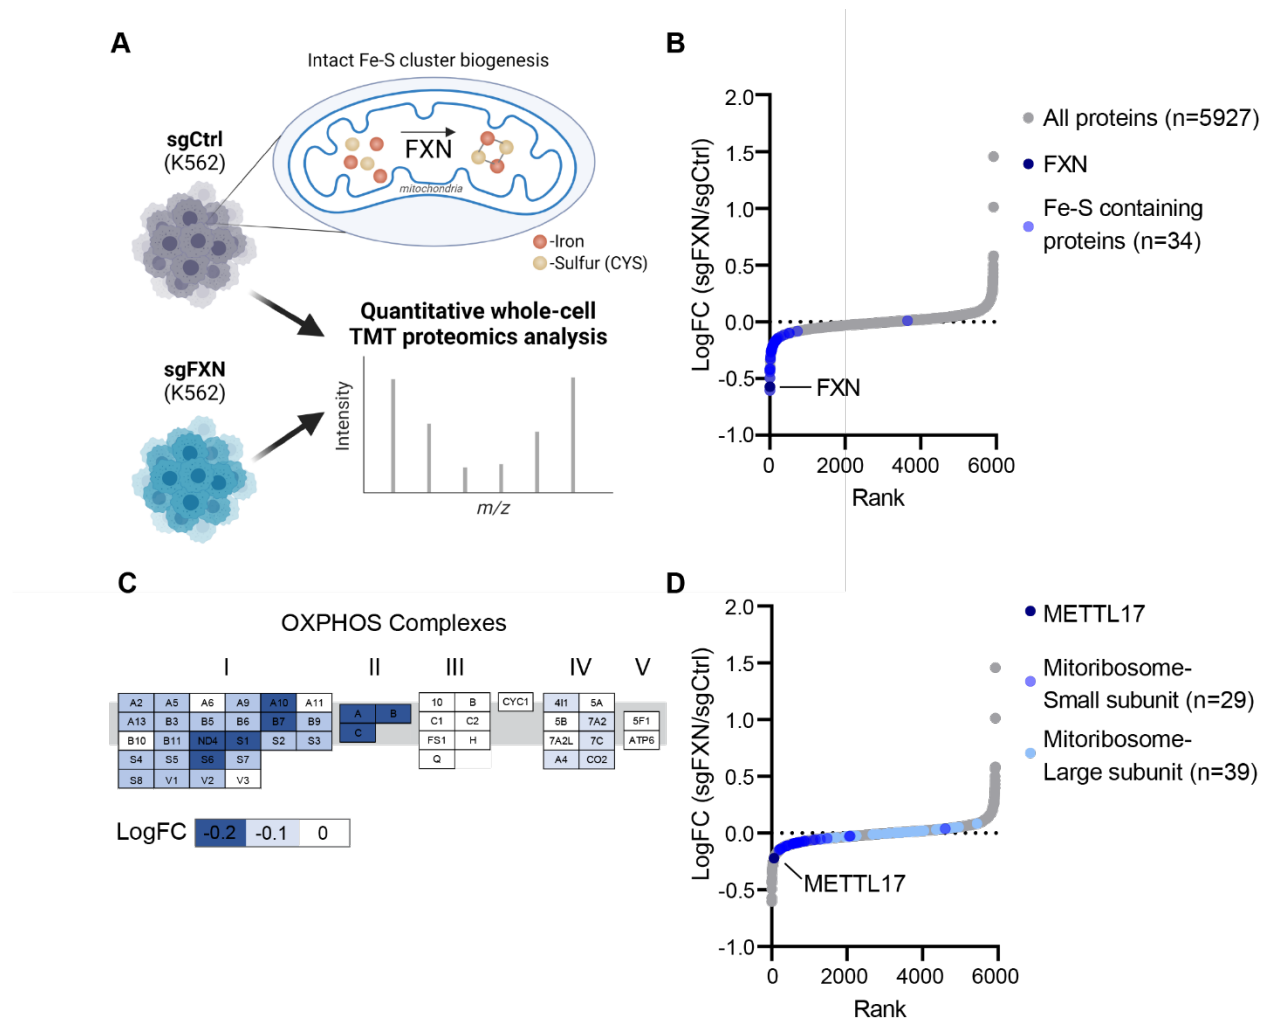 A
Intact Fe-S cluster biogenesis
sgCtrl
(K562)
FXN
mitochondria
-Iron
-Sulfur (CYS)
Quantitative whole-cell
TMT proteomics analysis
sgFXN
(K562)
Intensity
m/z
B
LogFC (sgFXN/sgCtrl)
2.0
1.5
1.0
0.5
0.0
-0.5
-1.0
FXN
0 2000 4000 6000
Rank
All proteins (n=5927)
FXN
Fe-S containing
proteins (n=34)
C
OXPHOS Complexes
I II III IV V
A2 A5 A6 A9 A10 A11
A13 B3 B5 B6 B7 B9
B10 B11 ND4 S1 S2 S3
S4 S5 S6 S7
S8 V1 V2 V3
A B
C
10 B
C1 C2
FS1 H
Q
CYC1
4I1 5A
5B 7A2
7A2L 7C
A4 CO2
5F1
ATP6
LogFC -0.2 -0.1 0
D
LogFC (sgFXN/sgCtrl)
2.0
1.5
1.0
0.5
0.0
-0.5
-1.0
METTL17
0 2000 4000 6000
Rank
METTL17
Mitoribosome-
Small subunit (n=29)
Mitoribosome-
Large subunit (n=39)